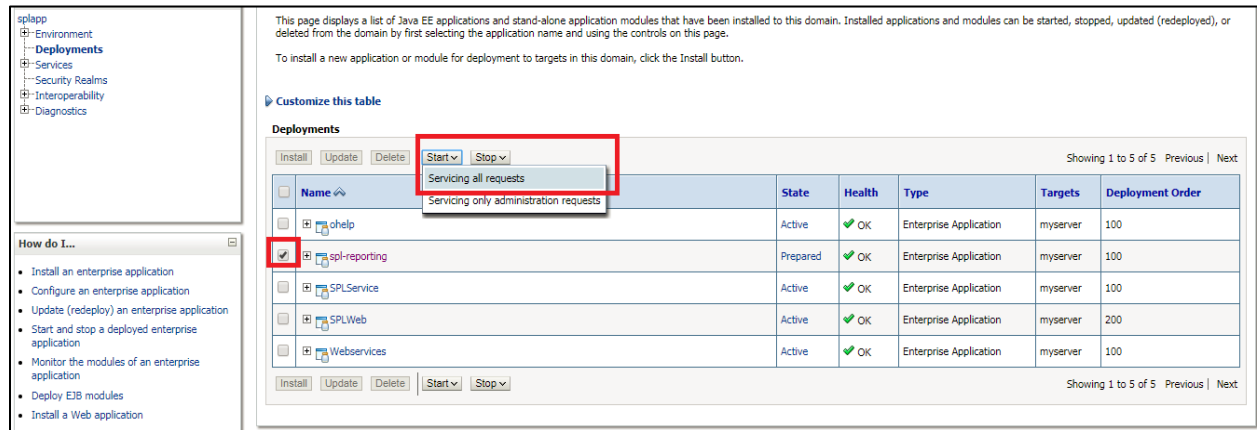 splapp
Environment
Deployments
Services
Security Realms
Interoperability
Diagnostics
How do I...
Install an enterprise application
Configure an enterprise application
Update (redeploy) an enterprise application
Start and stop a deployed enterprise
application
Monitor the modules of an enterprise
application
Deploy EJB modules
Install a Web application
This page displays a list of Java EE applications and stand-alone application modules that have been installed to this domain. Installed applications and modules can be started, stopped, updated (redeployed), or
deleted from the domain by first selecting the application name and using the controls on this page.
To install a new application or module for deployment to targets in this domain, click the Install button.
Customize this table
Deployments
Install Update Delete Start Stop Showing 1 to 5 of 5 Previous | Next
Servicing all requests
Servicing only administration requests
Name State Health Type Targets Deployment Order
ohelp Active OK Enterprise Application myserver 100
spl-reporting Prepared OK Enterprise Application myserver 100
SPLService Active OK Enterprise Application myserver 100
SPLWeb Active OK Enterprise Application myserver 200
Webservices Active OK Enterprise Application myserver 100
Install Update Delete Start Stop Showing 1 to 5 of 5 Previous | Next